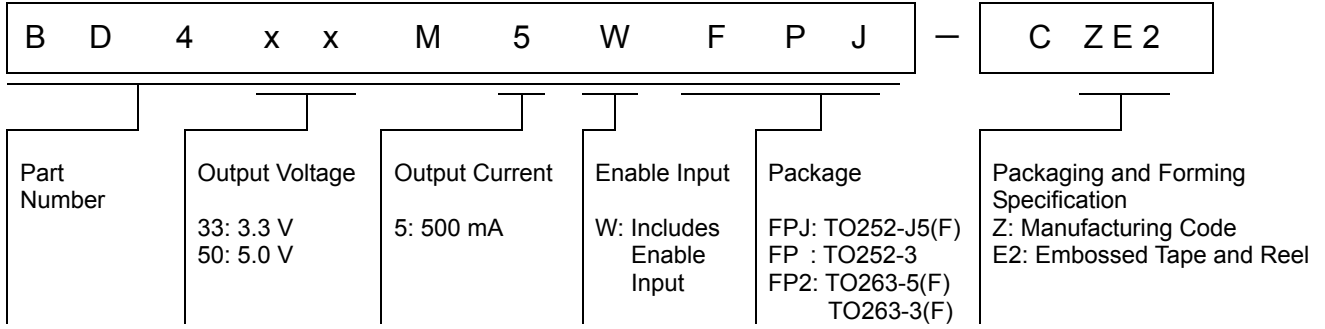 B D 4 x x M 5 W F P J – C Z E 2
Part
Number
Output Voltage
33: 3.3 V
50: 5.0 V
Output Current
5: 500 mA
Enable Input
W: Includes
Enable
Input
Package
FPJ: TO252-J5(F)
FP : TO252-3
FP2: TO263-5(F)
TO263-3(F)
Packaging and Forming
Specification
Z: Manufacturing Code
E2: Embossed Tape and Reel